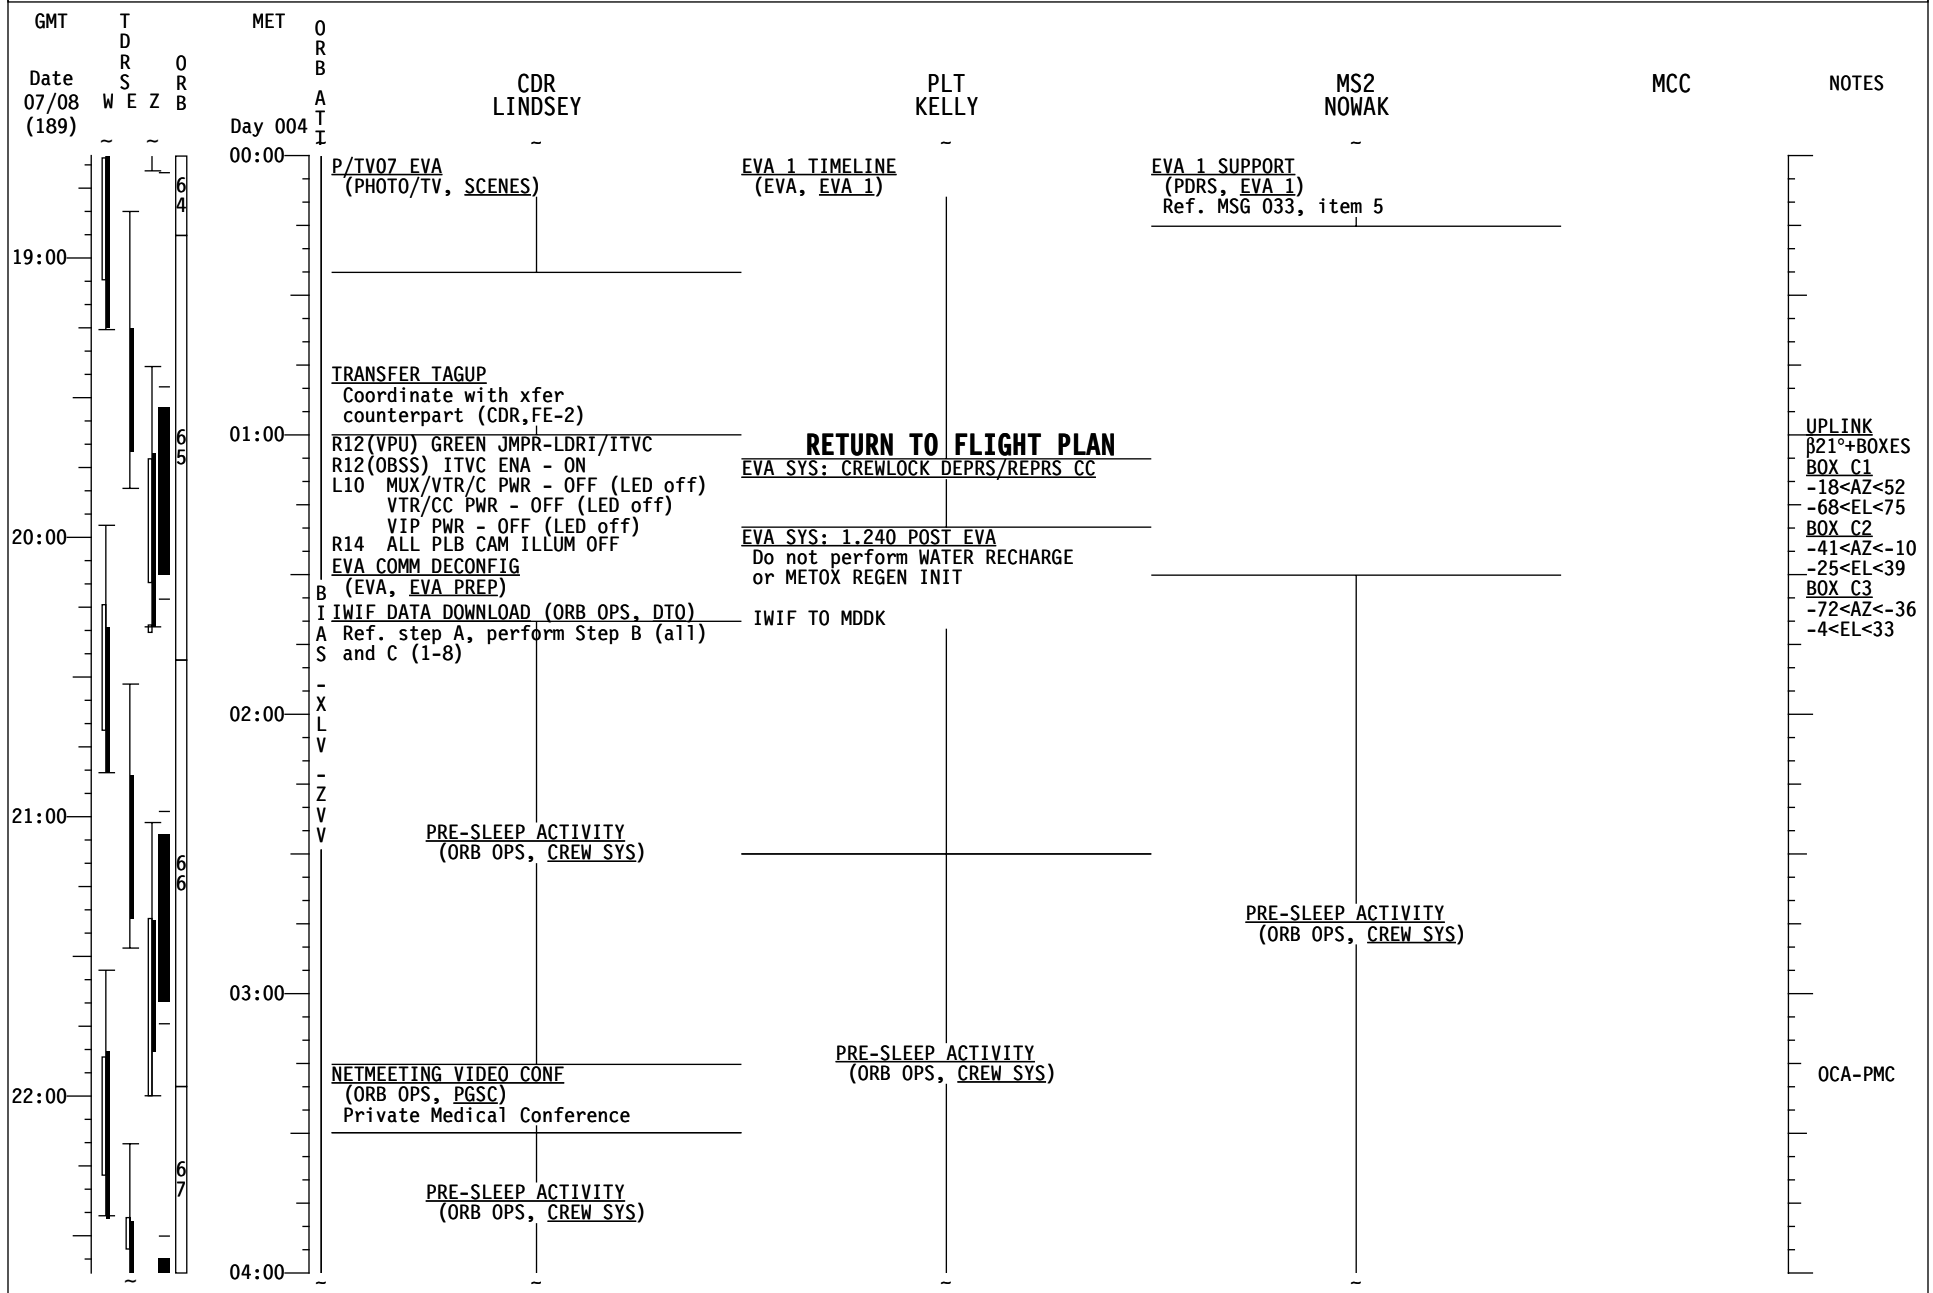 GMT
TDRS
MET
ORB ATT
Date
07/08
(189)
W E Z
ORB
Day 004
CDR
LINDSEY
PLT
KELLY
MS2
NOWAK
MCC
NOTES
~ ~ ~ ~ ~ ~
00:00
P/TV07 EVA
(PHOTO/TV, SCENES)
EVA 1 TIMELINE
(EVA, EVA 1)
EVA 1 SUPPORT
(PDRS, EVA 1)
Ref. MSG 033, item 5
64
19:00
TRANSFER TAGUP
Coordinate with xfer
counterpart (CDR,FE-2)
01:00
65
R12(VPU) GREEN JMPR-LDRI/ITVC
R12(OBSS) ITVC ENA - ON
L10 MUX/VTR/C PWR - OFF (LED off)
VTR/CC PWR - OFF (LED off)
VIP PWR - OFF (LED off)
R14 ALL PLB CAM ILLUM OFF
EVA COMM DECONFIG
(EVA, EVA PREP)
IWIF DATA DOWNLOAD (ORB OPS, DTO)
Ref. step A, perform Step B (all)
and C (1-8)
RETURN TO FLIGHT PLAN
EVA SYS: CREWLOCK DEPRS/REPRS CC
EVA SYS: 1.240 POST EVA
Do not perform WATER RECHARGE
or METOX REGEN INIT
IWIF TO MDDK
UPLINK
β21°+BOXES
BOX C1
-18<AZ<52
-68<EL<75
BOX C2
-41<AZ<-10
-25<EL<39
BOX C3
-72<AZ<-36
-4<EL<33
20:00
BIAS -XLV -ZVV
02:00
21:00
66
PRE-SLEEP ACTIVITY
(ORB OPS, CREW SYS)
PRE-SLEEP ACTIVITY
(ORB OPS, CREW SYS)
03:00
PRE-SLEEP ACTIVITY
(ORB OPS, CREW SYS)
NETMEETING VIDEO CONF
(ORB OPS, PGSC)
Private Medical Conference
OCA-PMC
22:00
67
PRE-SLEEP ACTIVITY
(ORB OPS, CREW SYS)
04:00
~ ~ ~ ~ ~